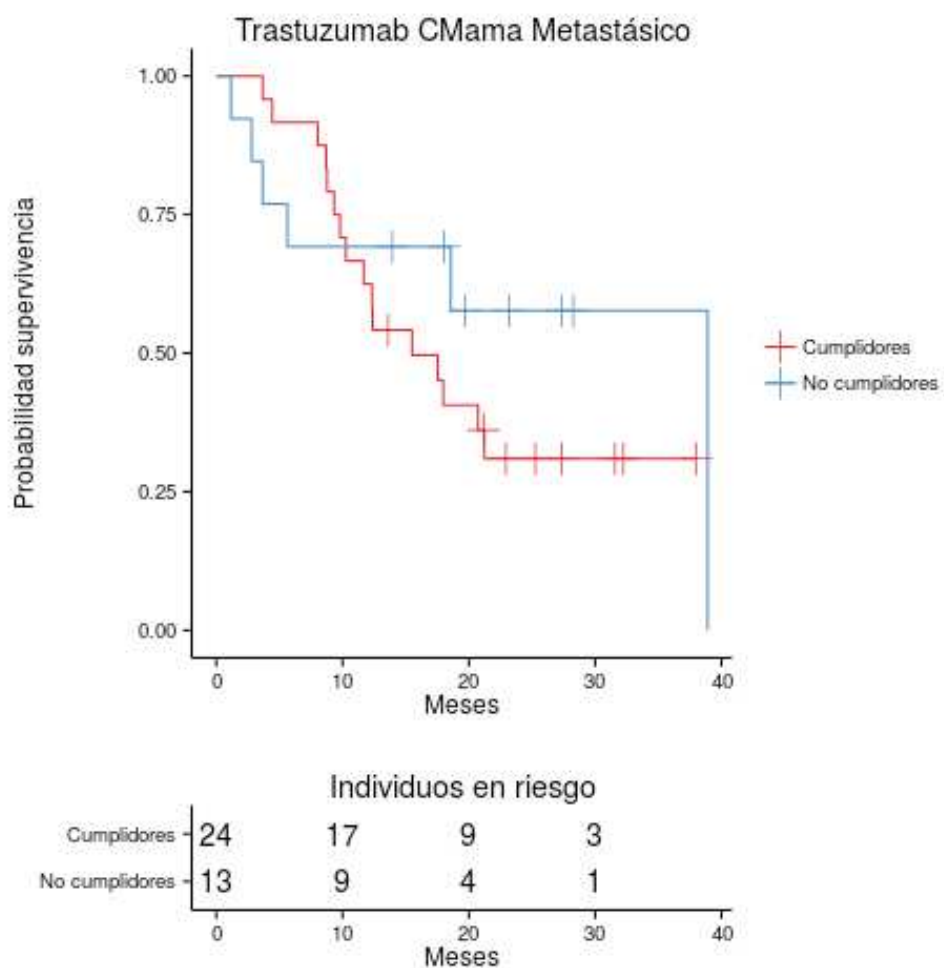 Trastuzumab CMama Metastásico
Probabilidad supervivencia
1.00
0.75
0.50
0.25
0.00
0 10 20 30 40
Meses
Cumplidores
No cumplidores
Individuos en riesgo
Cumplidores 24 17 9 3
No cumplidores 13 9 4 1
0 10 20 30 40
Meses